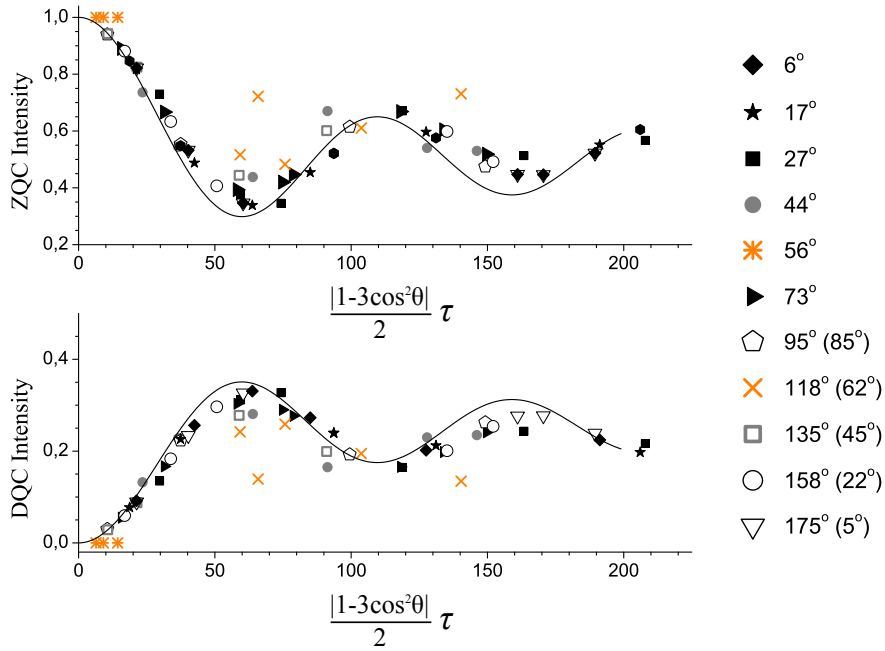 1,0
0,8
0,6
0,4
0,2
ZQC Intensity
0 50 100 150 200
|1-3cos²θ|
2 τ
0,4
0,2
0,0
DQC Intensity
0 50 100 150 200
|1-3cos²θ|
2 τ
6°
17°
27°
44°
56°
73°
95° (85°)
118° (62°)
135° (45°)
158° (22°)
175° (5°)